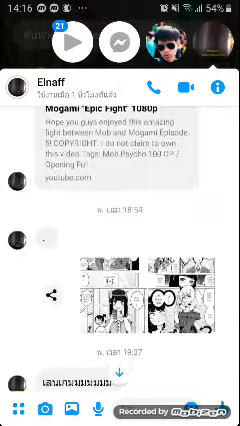 14:16
54%
21
Elnaff
ใช้งานเมื่อ 1 ชั่วโมงที่แล้ว
Mogami "Epic Fight" 1080p
Hope you guys enjoyed this amazing
fight between Mob and Mogami Episode
5! COPYRIGHT: I do not claim to own
this video Tags: Mob Psycho 100 OP /
Opening Full
youtube.com
พ. เวลา 18:54
.
พ. เวลา 19:37
เลนเกมมมมมมม
Recorded by
Mobizen